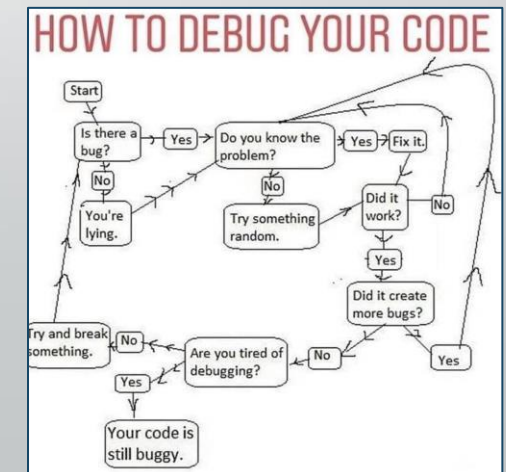 HOW TO DEBUG YOUR CODE
Start
Is there a
bug?
Yes
Do you know the
problem?
Yes
Fix it.
No
You're
lying.
No
Try something
random.
Did it
work?
No
Yes
Did it create
more bugs?
Yes
No
Are you tired of
debugging?
No
Try and break
something.
Yes
Your code is
still buggy.